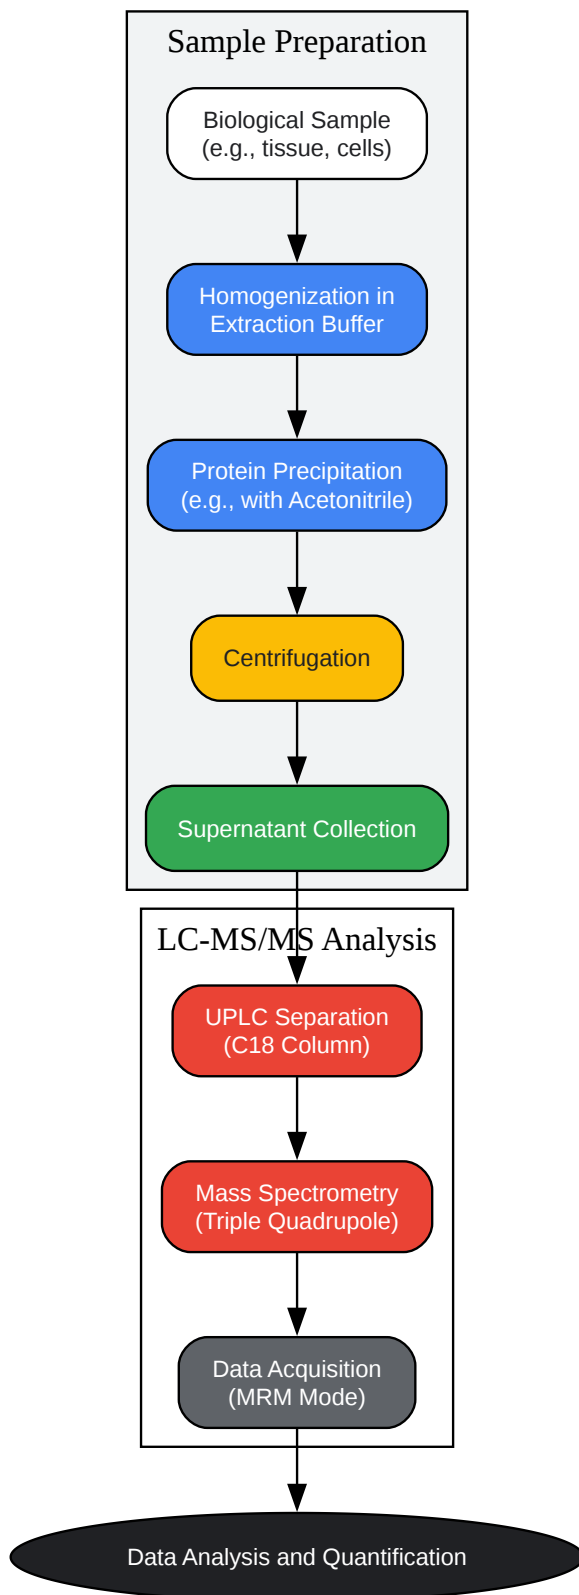 Sample Preparation
Biological Sample
(e.g., tissue, cells)
Homogenization in
Extraction Buffer
Protein Precipitation
(e.g., with Acetonitrile)
Centrifugation
Supernatant Collection
LC-MS/MS Analysis
UPLC Separation
(C18 Column)
Mass Spectrometry
(Triple Quadrupole)
Data Acquisition
(MRM Mode)
Data Analysis and Quantification